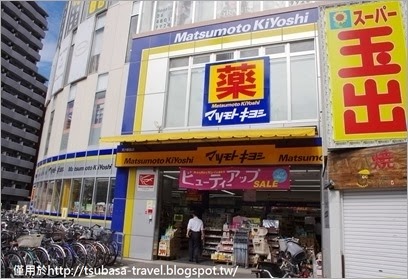 Matsumoto KiYoshi
薬
Matsumoto KiYoshi
マツモトキヨシ
スーパー
玉出
KiYoshi
マツモトキヨシ
Matsumoto
ビューティアップ
SALE
焼
僅用於http://tsubasa-travel.blogspot.tw/